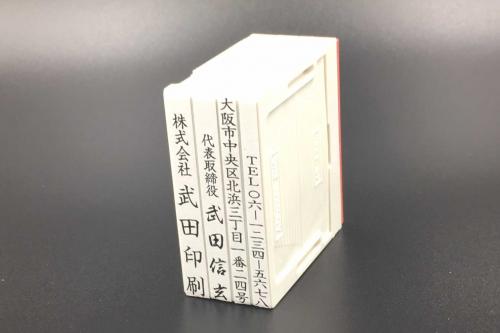 株式会社 武田印刷
代表取締役 武田信玄
大阪市中央区北浜三丁目一番二四号
TEL〇六ー一二三四ー五六七八